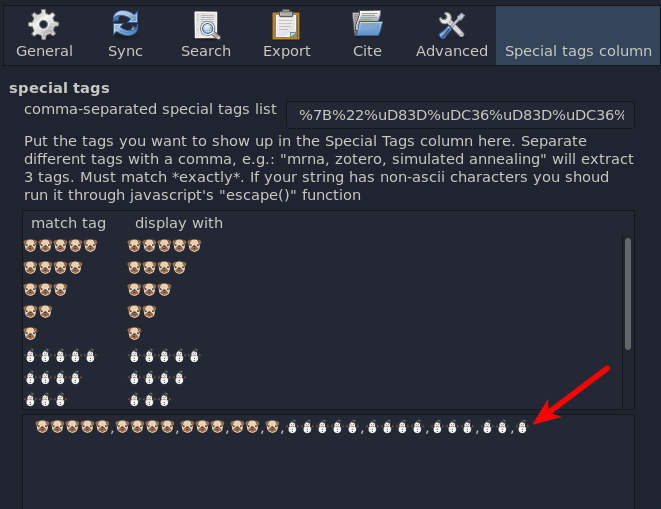 General Sync Search Export Cite Advanced Special tags column
special tags
comma-separated special tags list %7B%22%uD83D%uDC36%uD83D%uDC36%
Put the tags you want to show up in the Special Tags column here. Separate
different tags with a comma, e.g.: "mrna, zotero, simulated annealing" will extract
3 tags. Must match *exactly*. If your string has non-ascii characters you shoud
run it through javascript's "escape()" function
match tag display with
🐶🐶🐶🐶🐶 🐶🐶🐶🐶🐶
🐶🐶🐶🐶 🐶🐶🐶🐶
🐶🐶🐶 🐶🐶🐶
🐶🐶 🐶🐶
🐶 🐶
⛄⛄⛄⛄⛄ ⛄⛄⛄⛄⛄
⛄⛄⛄⛄ ⛄⛄⛄⛄
⛄⛄⛄ ⛄⛄⛄
🐶🐶🐶🐶🐶,🐶🐶🐶🐶,🐶🐶🐶,🐶🐶,🐶,⛄⛄⛄⛄⛄,⛄⛄⛄⛄,⛄⛄⛄,⛄⛄,⛄